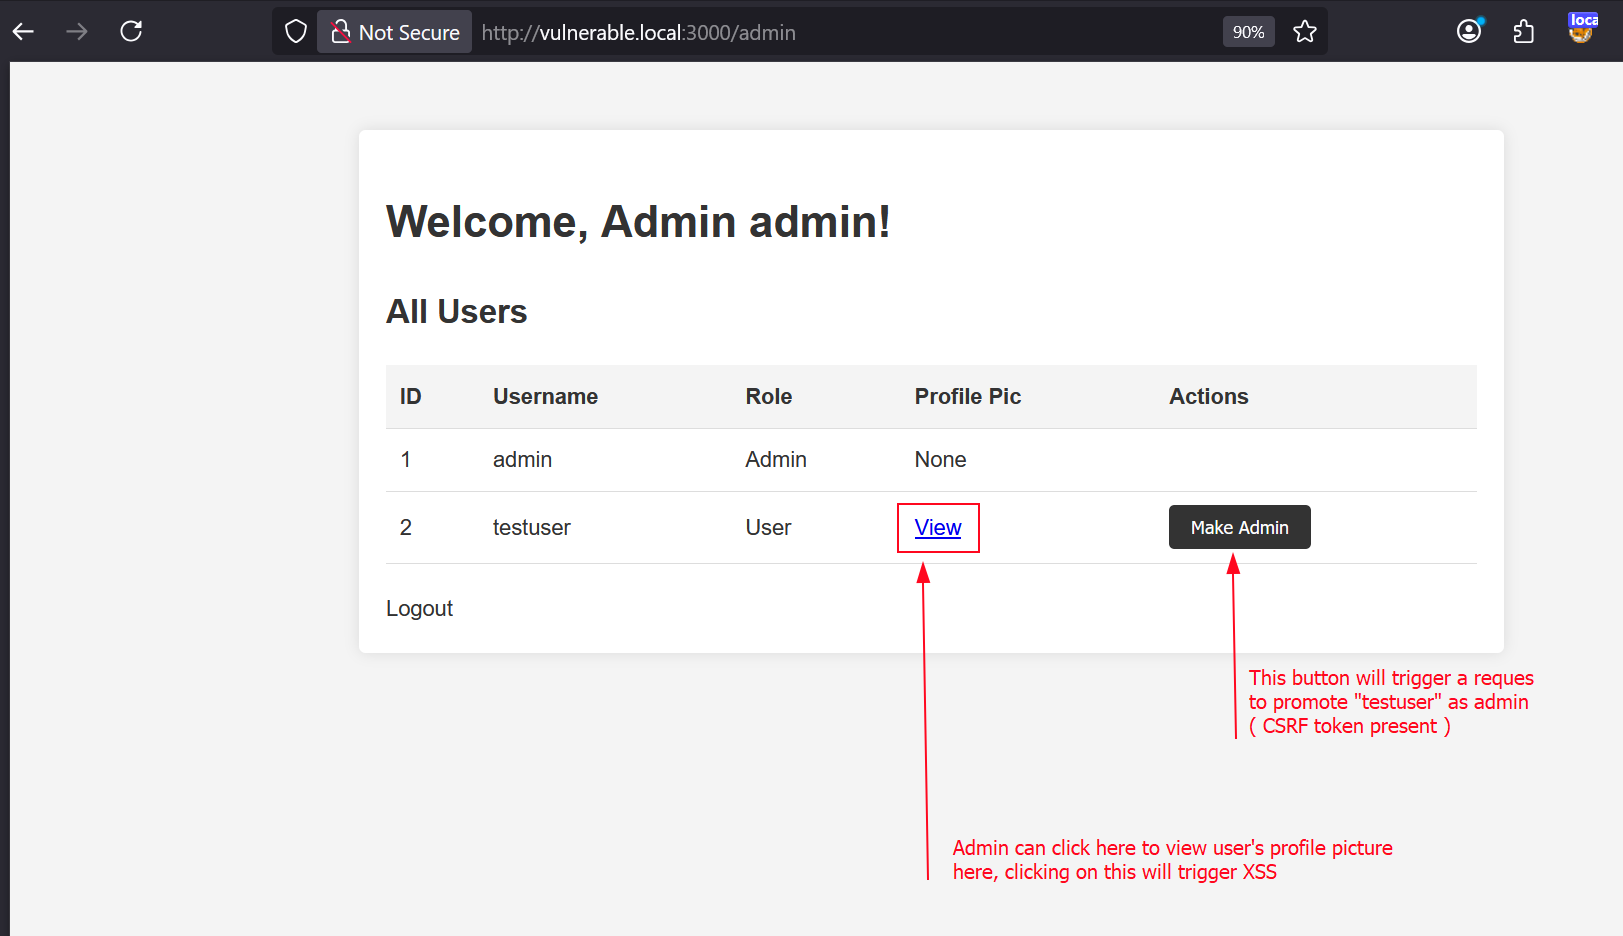 Not Secure http://vulnerable.local:3000/admin 90% loca
Welcome, Admin admin!
All Users
ID Username Role Profile Pic Actions
1 admin Admin None
2 testuser User View Make Admin
Logout
This button will trigger a reques
to promote "testuser" as admin
( CSRF token present )
Admin can click here to view user's profile picture
here, clicking on this will trigger XSS